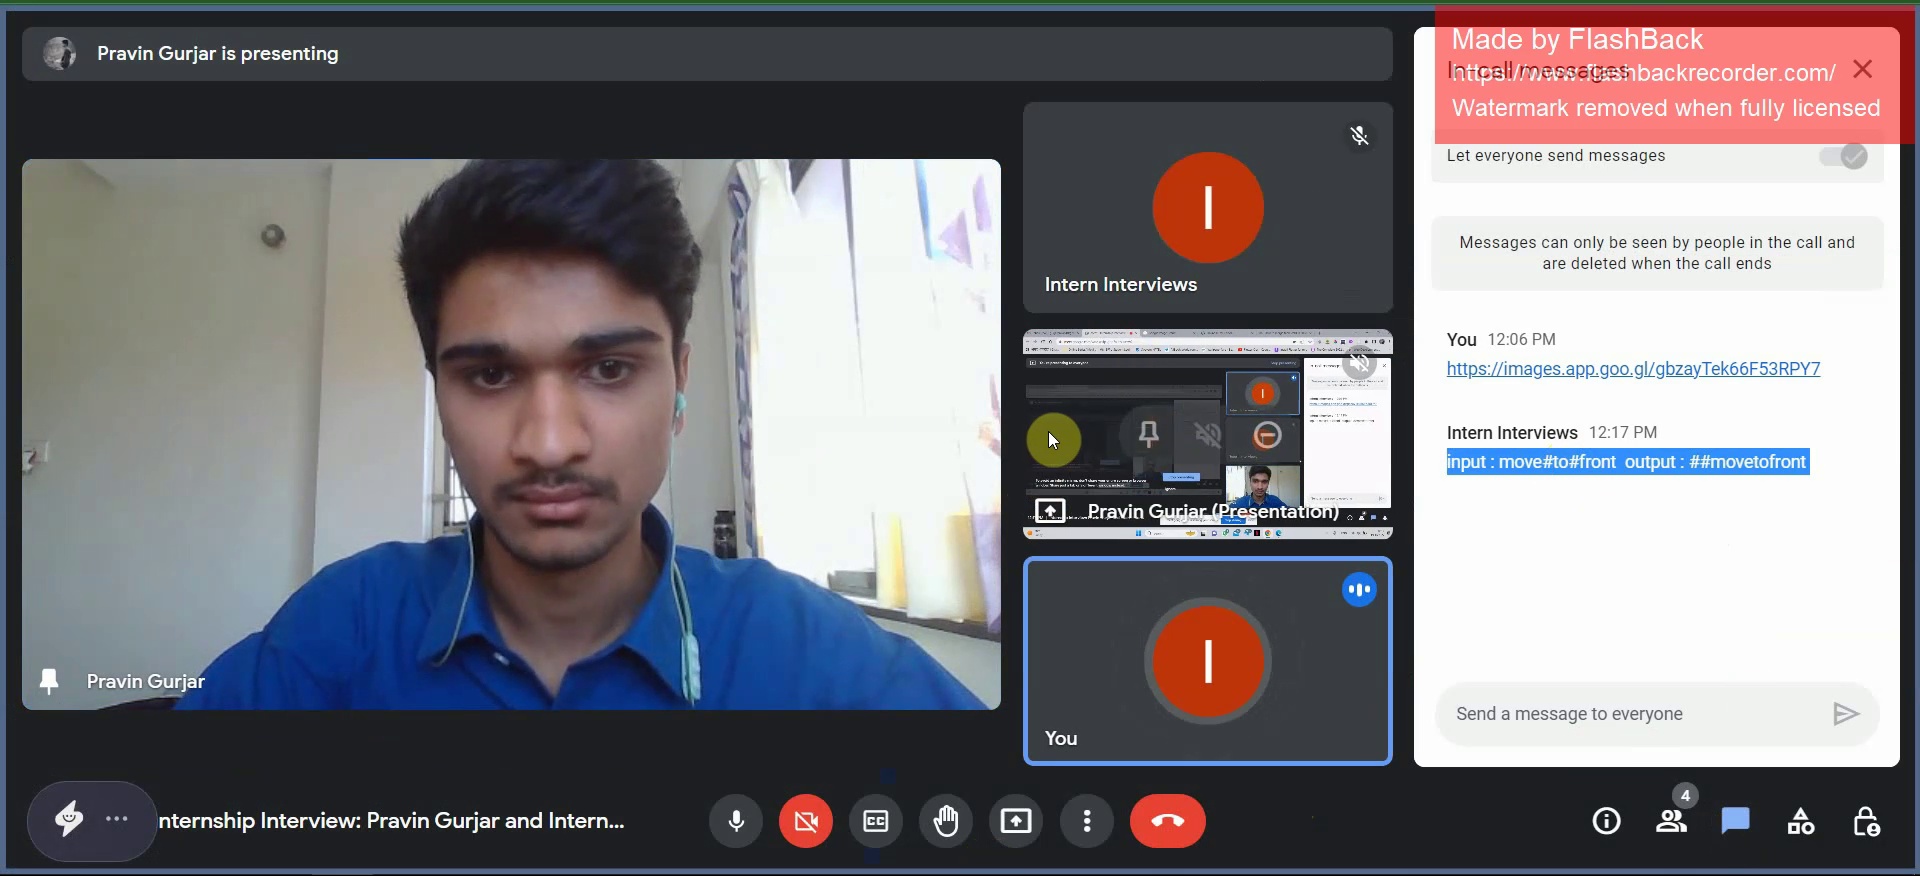 Pravin Gurjar is presenting
Made by FlashBack
In-call messages
https://www.flashbackrecorder.com/
Watermark removed when fully licensed
Let everyone send messages
Messages can only be seen by people in the call and
are deleted when the call ends
You 12:06 PM
https://images.app.goo.gl/gbzayTek66F53RPY7
Intern Interviews 12:17 PM
input : move#to#front output : ##movetofront
Send a message to everyone
I
Intern Interviews
Pravin Gurjar (Presentation)
I
You
Pravin Gurjar
nternship Interview: Pravin Gurjar and Intern...
4